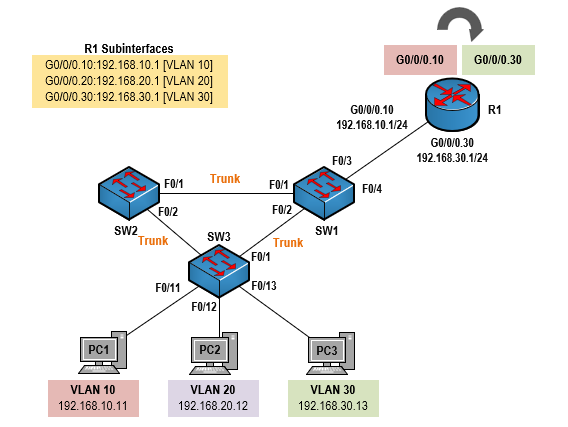 R1 Subinterfaces
G0/0/0.10:192.168.10.1 [VLAN 10]
G0/0/0.20:192.168.20.1 [VLAN 20]
G0/0/0.30:192.168.30.1 [VLAN 30]
G0/0/0.10
G0/0/0.30
R1
G0/0/0.10
192.168.10.1/24
G0/0/0.30
192.168.30.1/24
F0/3
F0/4
F0/1
Trunk
F0/1
F0/2
F0/2
SW2
SW1
Trunk
Trunk
SW3
F0/1
F0/11
F0/12
F0/13
PC1
PC2
PC3
VLAN 10
192.168.10.11
VLAN 20
192.168.20.12
VLAN 30
192.168.30.13